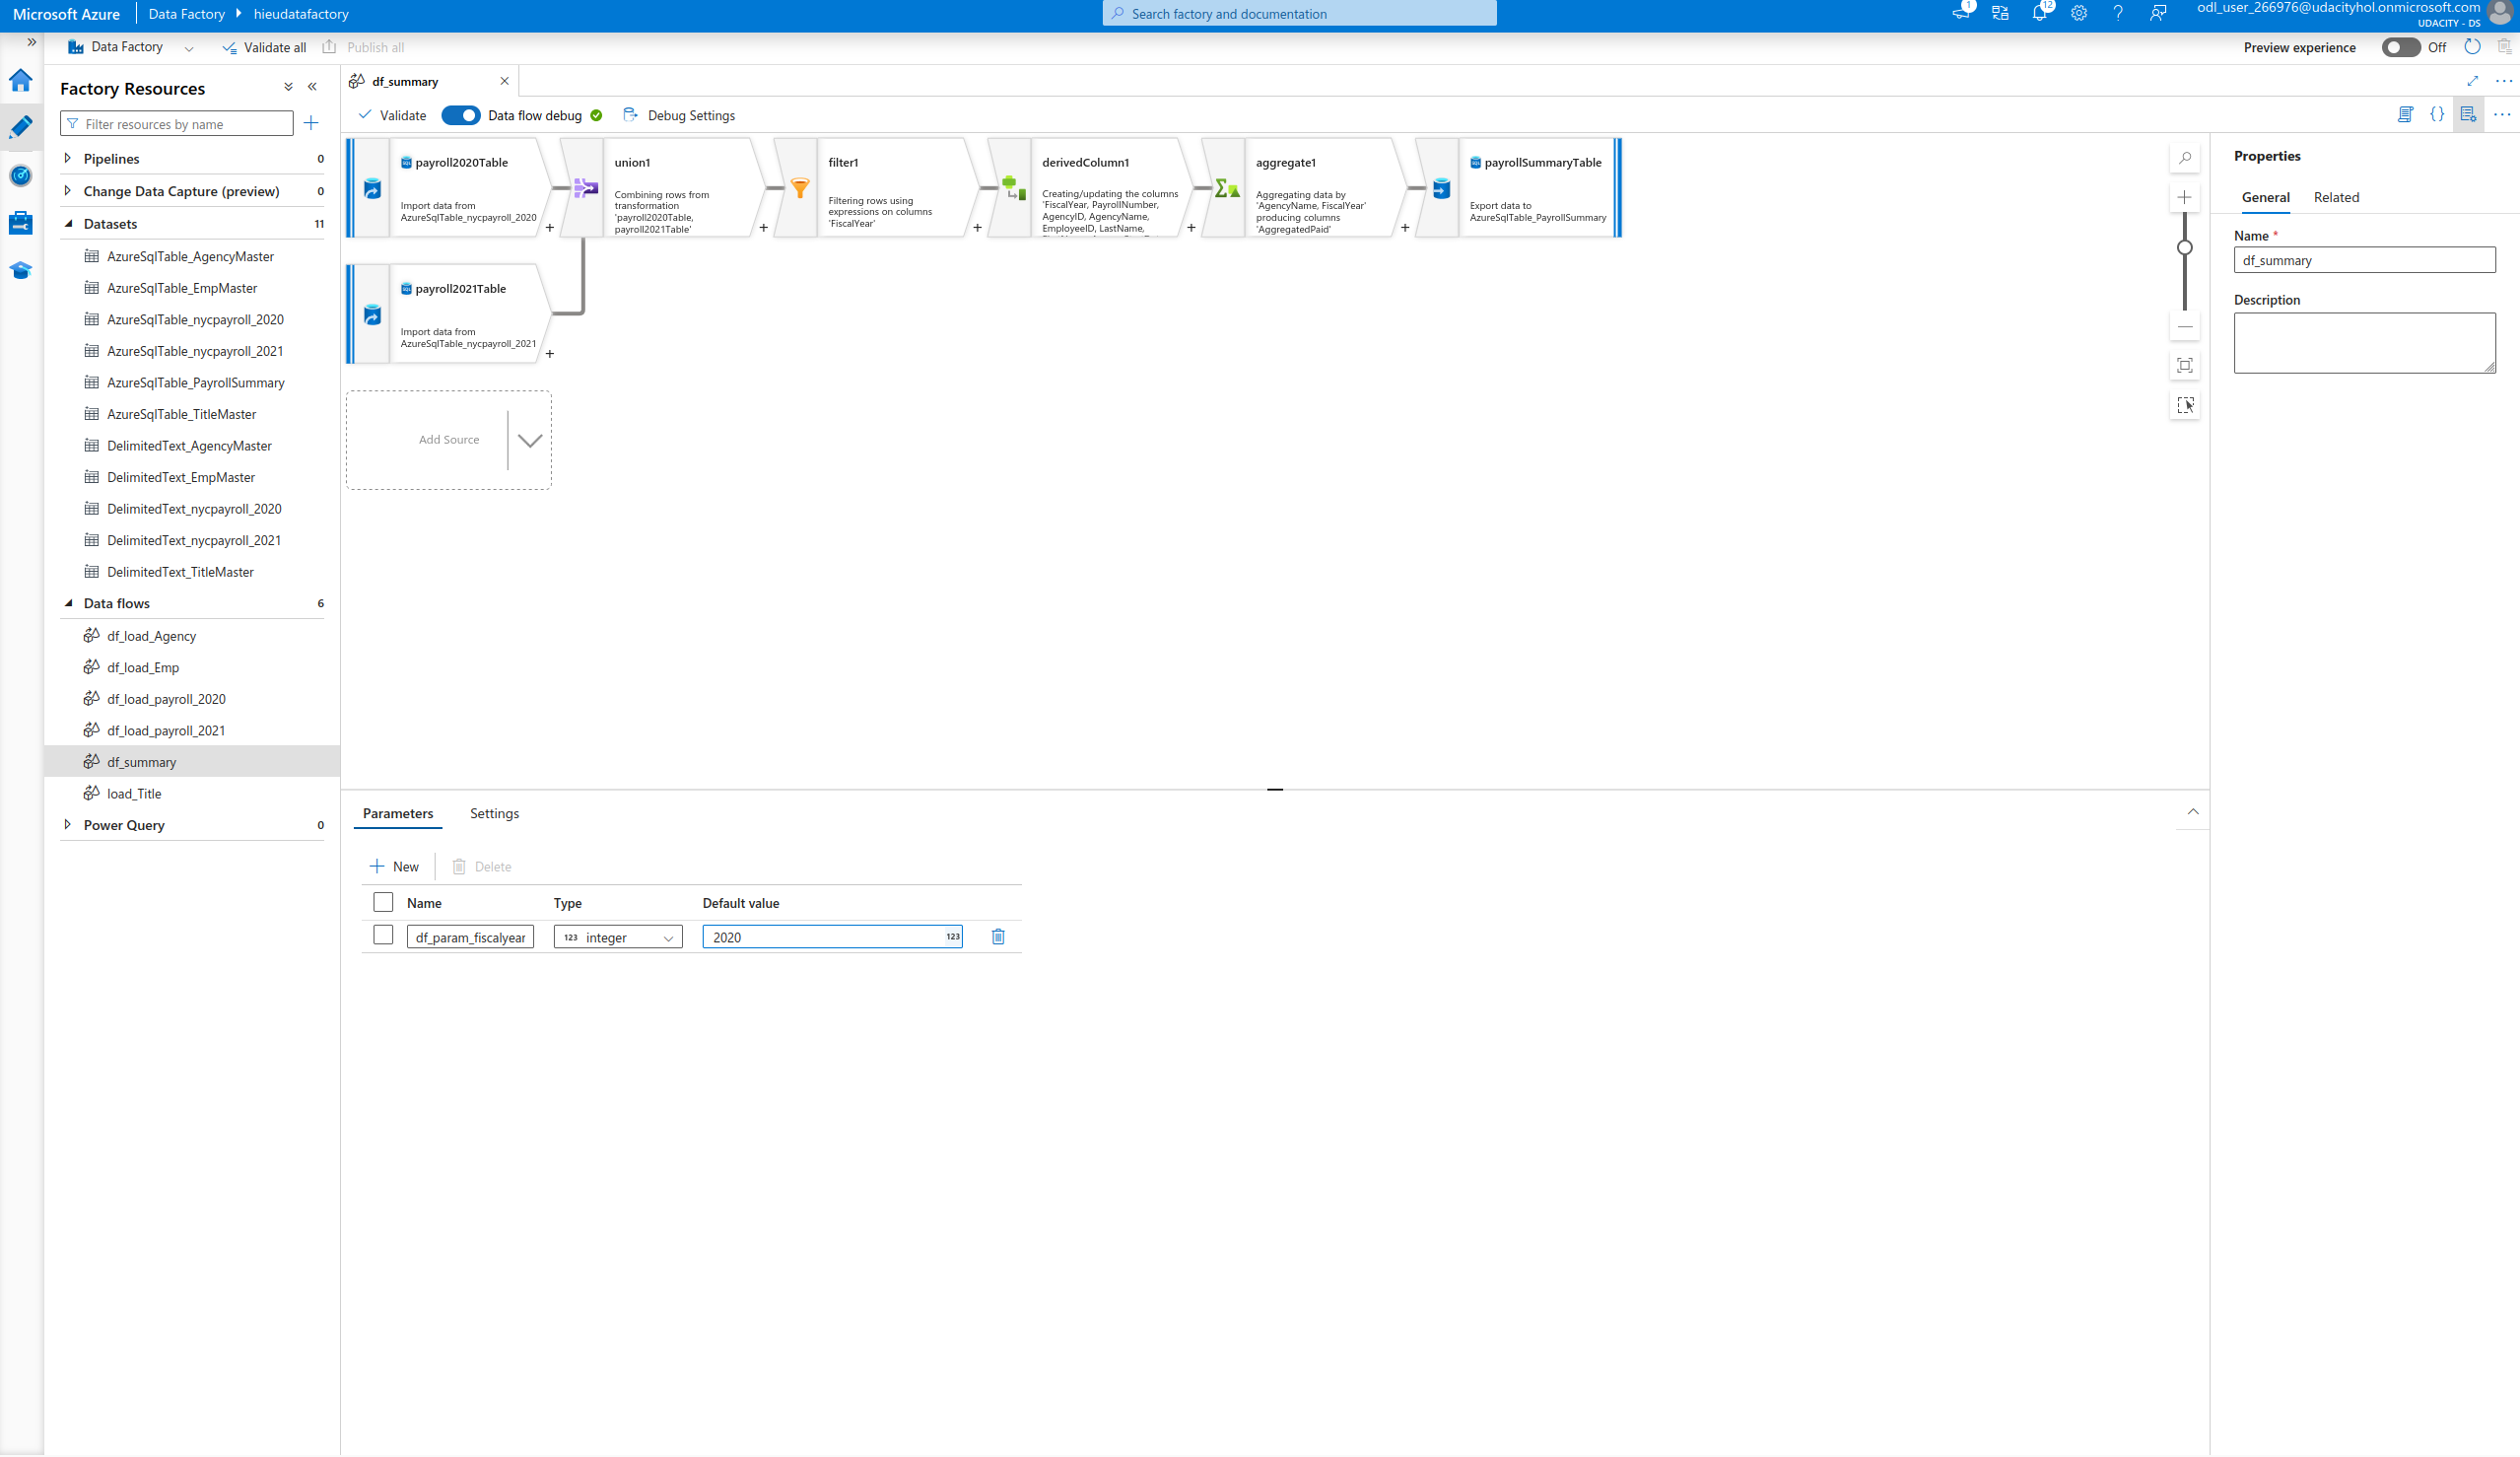 Microsoft Azure
Data Factory
hieudatafactory
Search factory and documentation
1
12
odl_user_266976@udacityhol.onmicrosoft.com
UDACITY - DS
Data Factory
Validate all
Publish all
Preview experience
Off
Factory Resources
Filter resources by name
Pipelines
0
Change Data Capture (preview)
0
Datasets
11
AzureSqlTable_AgencyMaster
AzureSqlTable_EmpMaster
AzureSqlTable_nycpayroll_2020
AzureSqlTable_nycpayroll_2021
AzureSqlTable_PayrollSummary
AzureSqlTable_TitleMaster
DelimitedText_AgencyMaster
DelimitedText_EmpMaster
DelimitedText_nycpayroll_2020
DelimitedText_nycpayroll_2021
DelimitedText_TitleMaster
Data flows
6
df_load_Agency
df_load_Emp
df_load_payroll_2020
df_load_payroll_2021
df_summary
load_Title
Power Query
0
df_summary
Validate
Data flow debug
Debug Settings
payroll2020Table
Import data from
AzureSqlTable_nycpayroll_2020
+
union1
Combining rows from
transformation
'payroll2020Table,
payroll2021Table'
+
filter1
Filtering rows using
expressions on columns
'FiscalYear'
+
derivedColumn1
Creating/updating the columns
'FiscalYear, PayrollNumber,
AgencyID, AgencyName,
EmployeeID, LastName,
+
aggregate1
Aggregating data by
'AgencyName, FiscalYear'
producing columns
'AggregatedPaid'
+
payrollSummaryTable
Export data to
AzureSqlTable_PayrollSummary
payroll2021Table
Import data from
AzureSqlTable_nycpayroll_2021
+
Add Source
Parameters
Settings
New
Delete
Name
Type
Default value
df_param_fiscalyear
123 integer
2020
123
Properties
General
Related
Name *
df_summary
Description